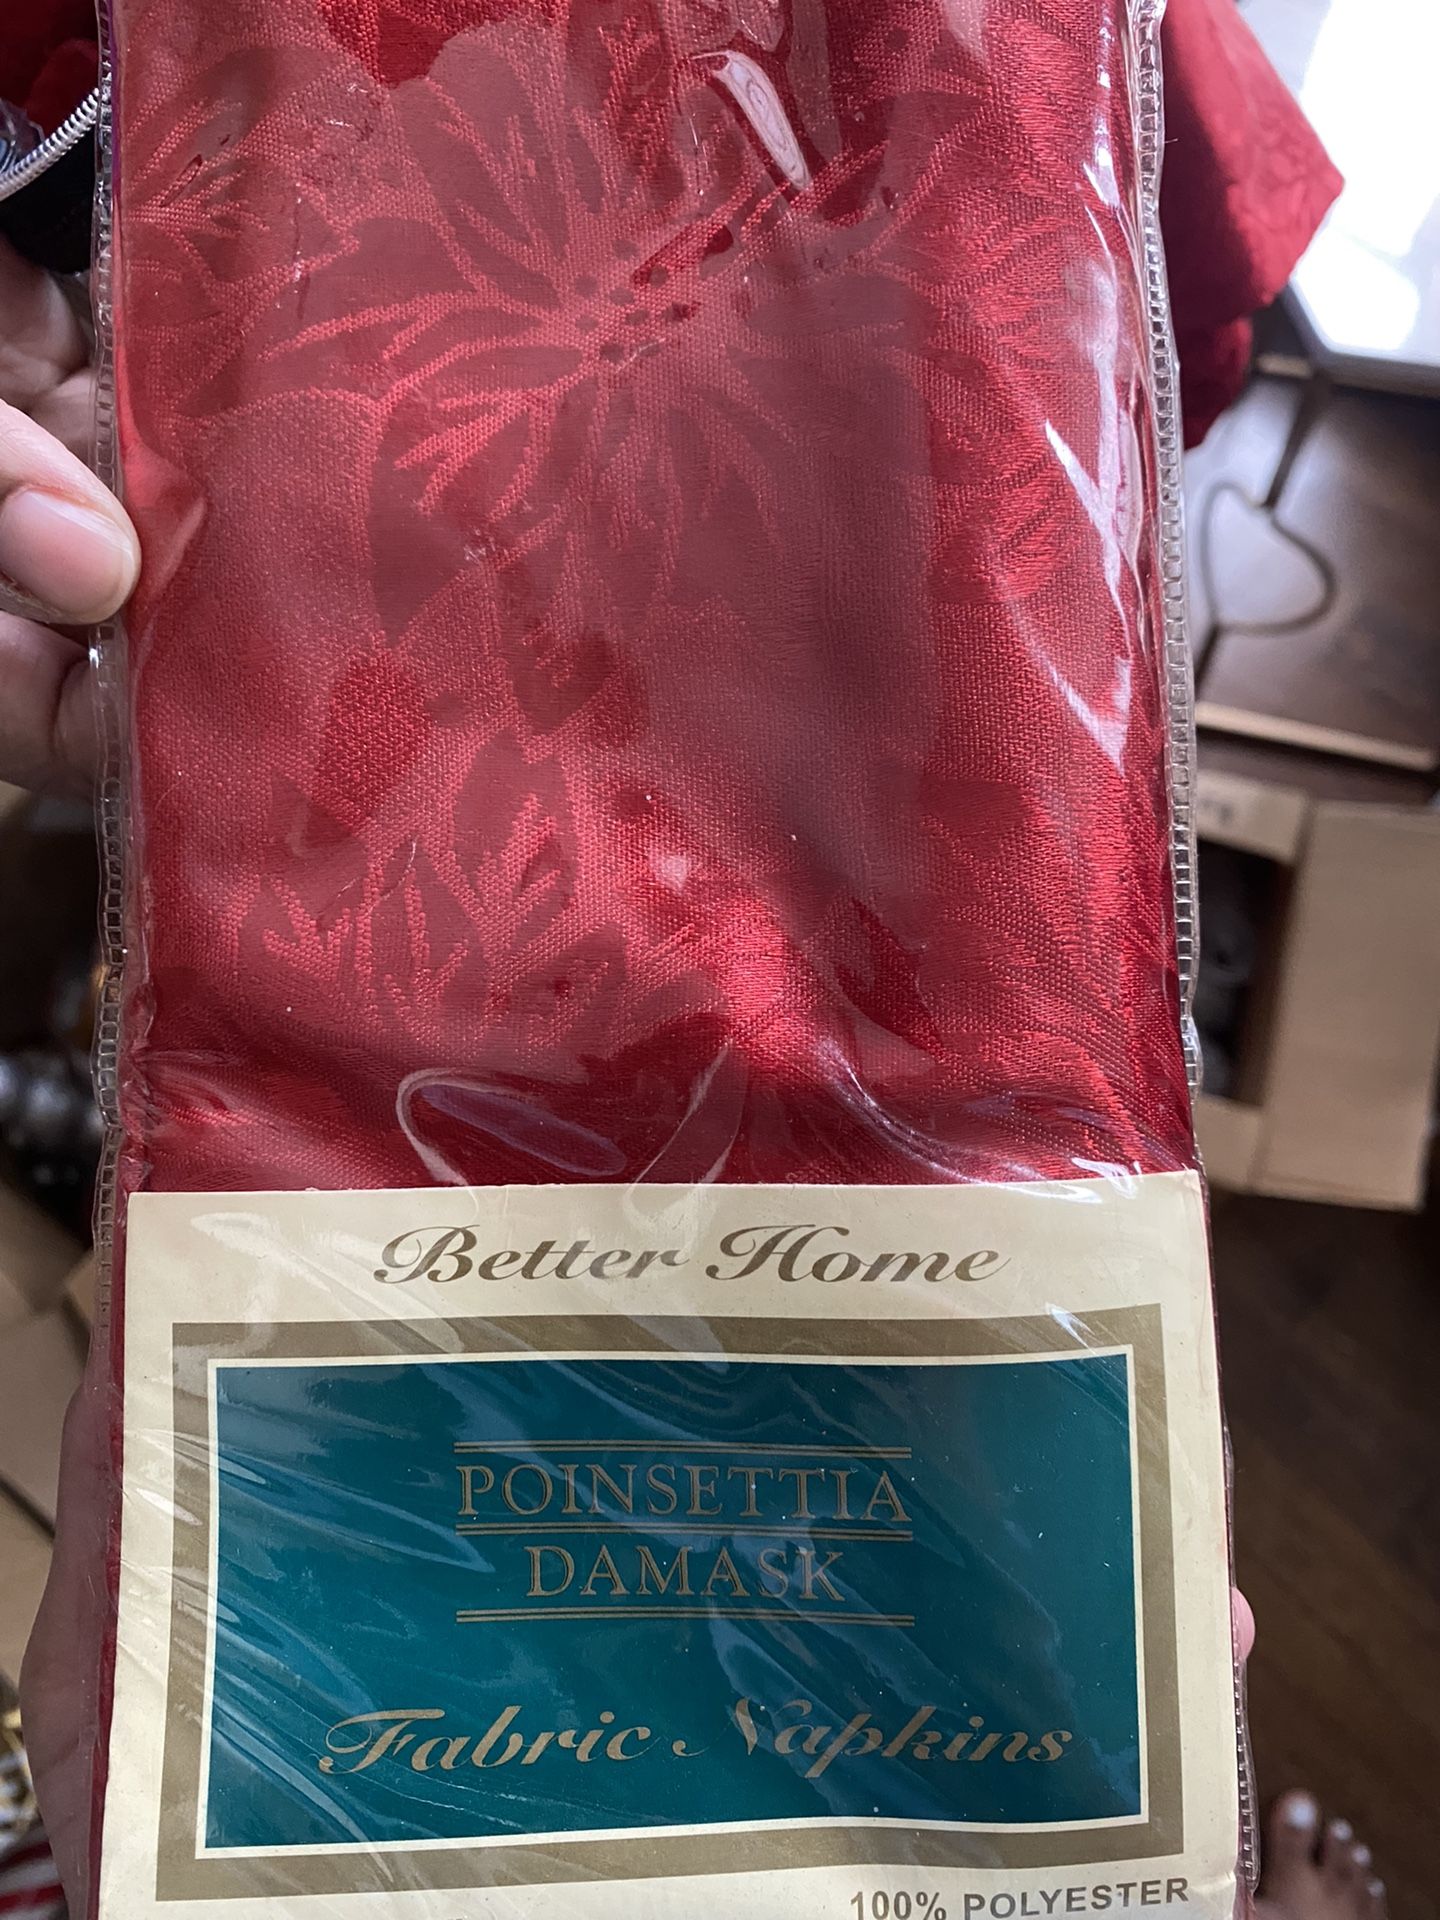 Better Home
POINSETTIA
DAMASK
Fabric Napkins
100% POLYESTER